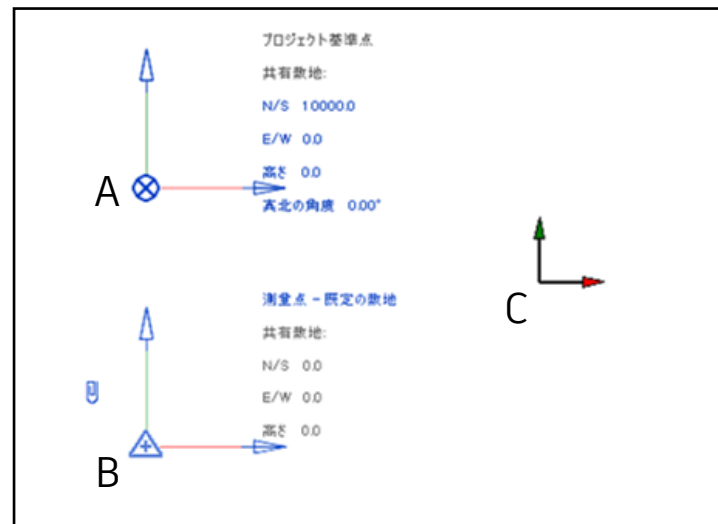 プロジェクト基準点
共有敷地:
N/S 10000.0
E/W 0.0
高さ 0.0
真北の角度 0.00°
A
C
測量点 - 既定の敷地
共有敷地:
N/S 0.0
E/W 0.0
高さ 0.0
B